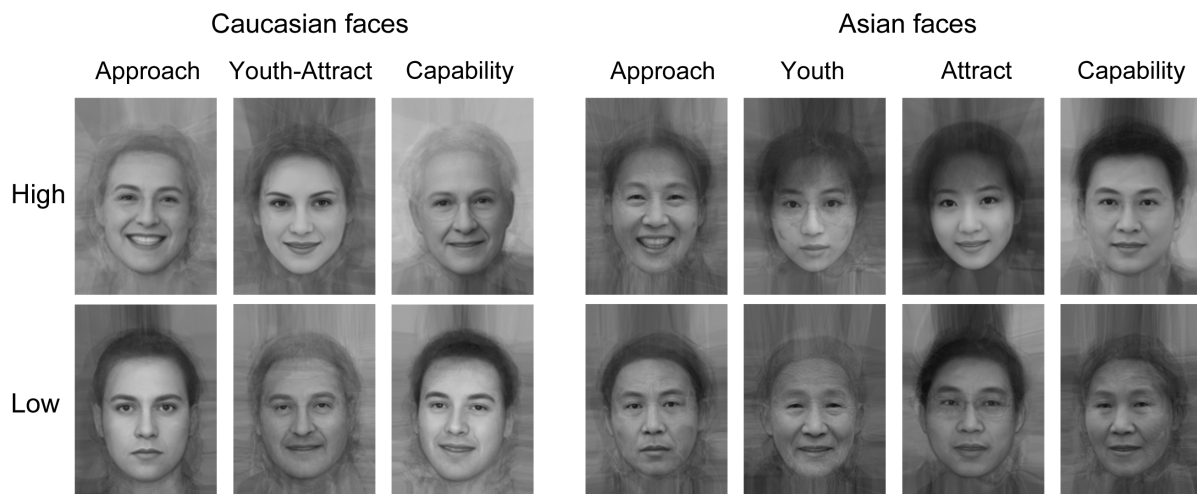 Caucasian faces
Asian faces
Approach Youth-Attract Capability
Approach Youth Attract Capability
High
Low